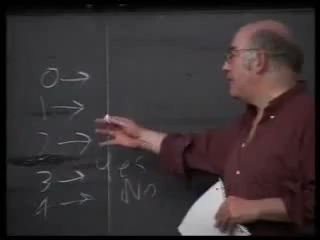 0 →
1 →
2 →
Yes
3 →
No
4 →